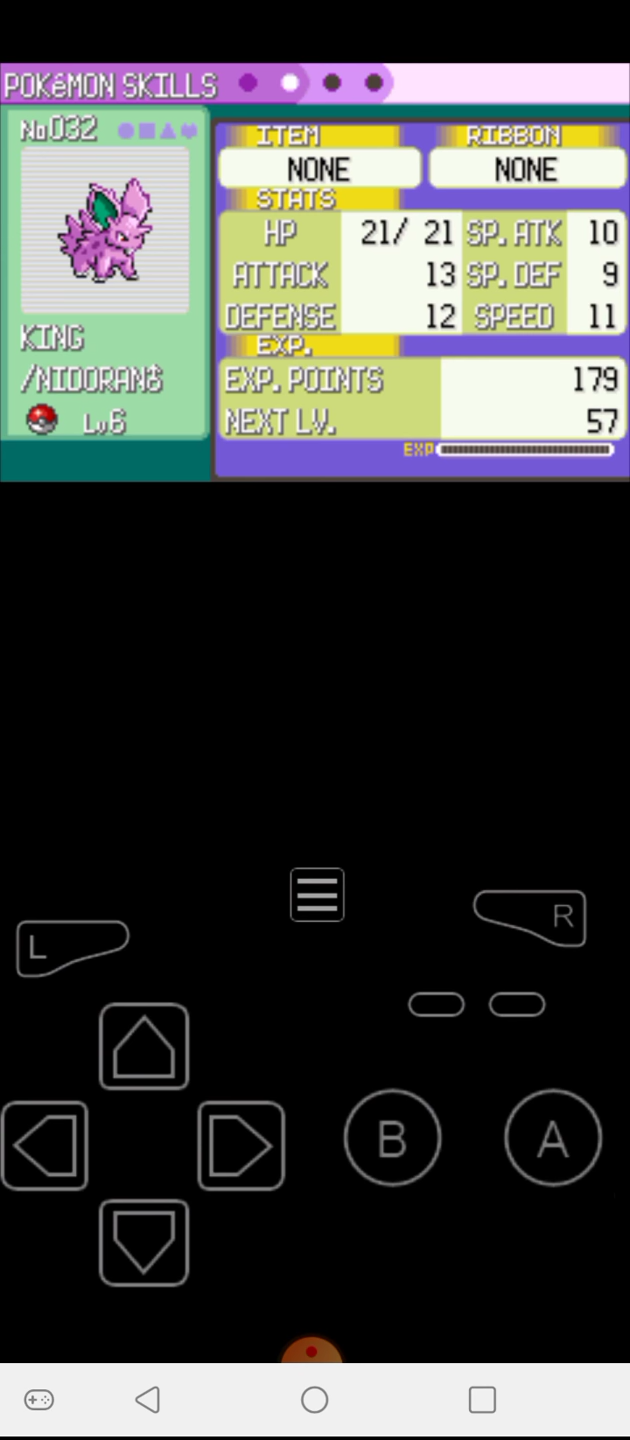 POKéMON SKILLS
No032
KING
/NIDORAN♂
Lv6
ITEM RIBBON
NONE NONE
STATS
HP 21/ 21 SP. ATK 10
ATTACK 13 SP. DEF 9
DEFENSE 12 SPEED 11
EXP.
EXP. POINTS 179
NEXT LV. 57
EXP
L R
B A